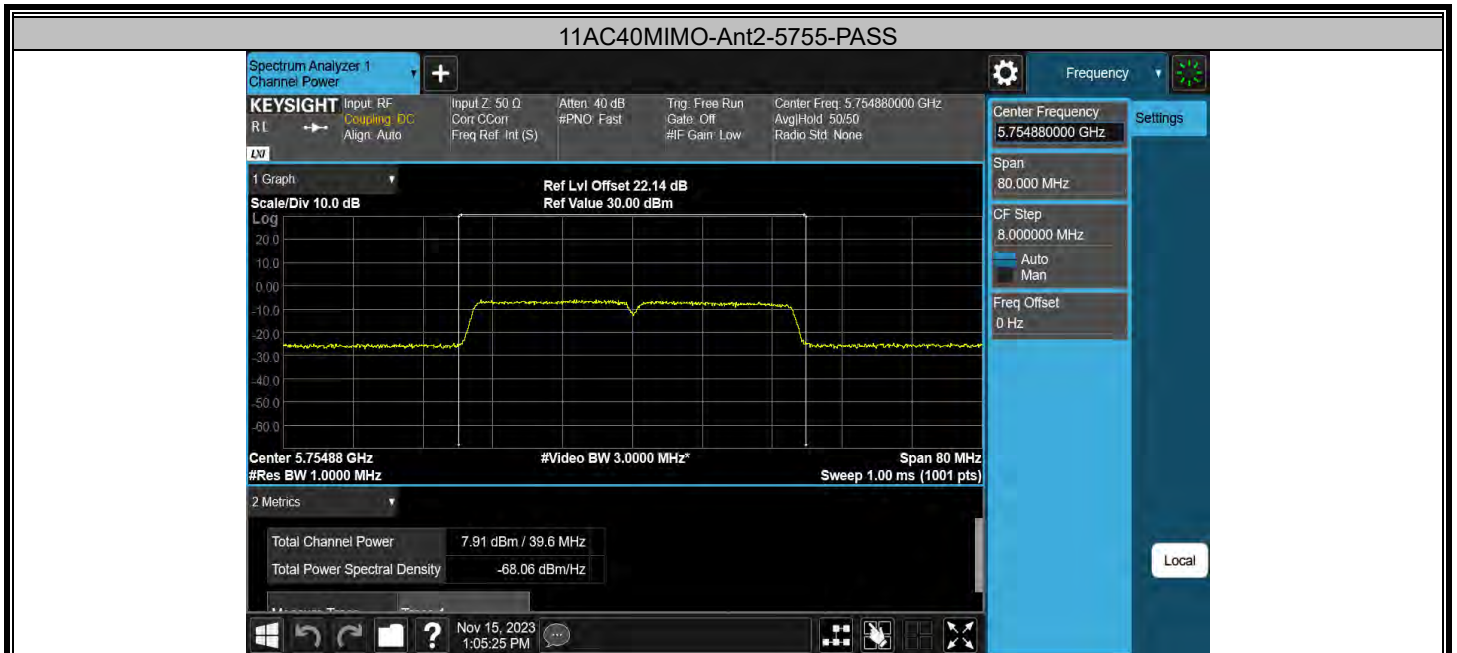 11AC40MIMO-Ant2-5755-PASS
Spectrum Analyzer 1
Channel Power
Frequency
KEYSIGHT
R L
LXI
Input: RF
Coupling: DC
Align: Auto
Input Z: 50 Ω
Corr CCorr
Freq Ref: Int (S)
Atten: 40 dB
#PNO: Fast
Trig: Free Run
Gate: Off
#IF Gain: Low
Center Freq: 5.754880000 GHz
Avg|Hold: 50/50
Radio Std: None
1 Graph
Scale/Div 10.0 dB
Ref Lvl Offset 22.14 dB
Ref Value 30.00 dBm
Log
20.0
10.0
0.00
-10.0
-20.0
-30.0
-40.0
-50.0
-60.0
Center 5.75488 GHz
#Video BW 3.0000 MHz*
Span 80 MHz
#Res BW 1.0000 MHz
Sweep 1.00 ms (1001 pts)
2 Metrics
Total Channel Power 7.91 dBm / 39.6 MHz
Total Power Spectral Density -68.06 dBm/Hz
Nov 15, 2023
1:05:25 PM
Center Frequency
5.754880000 GHz
Settings
Span
80.000 MHz
CF Step
8.000000 MHz
Auto
Man
Freq Offset
0 Hz
Local